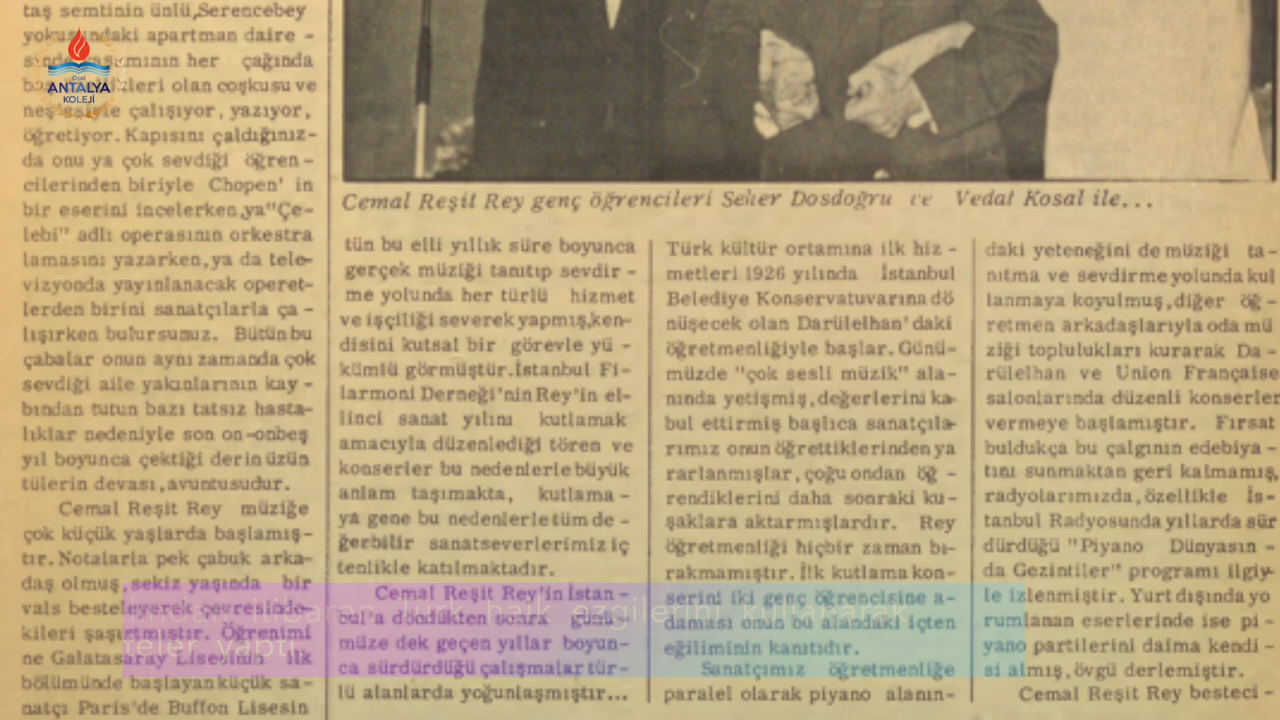 Özel
ANTALYA
KOLEJİ
taş semtinin ünlü,Serencebey
yokuşundaki apartman daire -
sinde yaşamının her çağında
olan coşkusu ve
çalışıyor, yazıyor,
öğretiyor. Kapısını çaldığınız-
da onu ya çok sevdiği öğren -
cilerinden biriyle Chopen' in
bir eserini incelerken,ya"Çe-
lebi" adlı operasının orkestra
lamasını yazarken,ya da tele-
vizyonda yayınlanacak operet-
lerden birini sanatçılarla ça -
lışırken bulursunuz. Bütün bu
çabalar onun aynı zamanda çok
sevdiği aile yakınlarının kay -
bından tutun bazı tatsız hasta-
lıklar nedeniyle son on-onbeş
yıl boyunca çektiği derin üzün
tülerin devası,avuntusudur.
Cemal Reşit Rey müziğe
çok küçük yaşlarda başlamış-
tır. Notalarla pek çabuk arka-
daş olmuş,sekiz yaşında bir
vals besteleyerek çevresinde-
kileri şaşırtmıştır. Öğrenimi
ne Galatasaray Lisesinin ilk
bölümünde başlayan küçük sa-
natçı Paris'de Buffon Lisesin
Cemal Reşit Rey genç öğrencileri Seker Dosdoğru ve Vedat Kosal ile...
tün bu elli yıllık süre boyunca
gerçek müziği tanıtıp sevdir -
me yolunda her türlü hizmet
ve işçiliği severek yapmış,ken-
disini kutsal bir görevle yü -
kümlü görmüştür.İstanbul Fi-
larmoni Derneği'nin Rey'in el-
linci sanat yılını kutlamak
amacıyla düzenlediği tören ve
konserler bu nedenlerle büyük
anlam taşımakta, kutlama -
ya gene bu nedenlerle tüm de -
ğerbilir sanatseverlerimiz iç
tenlikle katılmaktadır.
Cemal Reşit Rey'in İstan -
bul'a döndükten sonra günü-
müze dek geçen yıllar boyun-
ca sürdürdüğü çalışmalar tür-
lü alanlarda yoğunlaşmıştır...
Türk kültür ortamına ilk hiz -
metleri 1926 yılında İstanbul
Belediye Konservatuvarına dö
nüşecek olan Darülelhan'daki
öğretmenliğiyle başlar. Günü-
müzde "çok sesli müzik" ala-
nında yetişmiş,değerlerini ka-
bul ettirmiş başlıca sanatçıla-
rımız onun öğrettiklerinden ya
rarlanmışlar, çoğu ondan öğ -
rendiklerini daha sonraki ku-
şaklara aktarmışlardır. Rey
öğretmenliği hiçbir zaman bı-
rakmamıştır. İlk kutlama kon-
serini iki genç öğrencisine a-
daması onun bu alandaki içten
eğiliminin kanıtıdır.
Sanatçımız öğretmenliğe
paralel olarak piyano alanın-
daki yeteneğini de müziği ta-
nıtma ve sevdirme yolunda kul
lanmaya koyulmuş,diğer öğ-
retmen arkadaşlarıyla oda mü
ziği toplulukları kurarak Da-
rülelhan ve Union Française
salonlarında düzenli konserler
vermeye başlamıştır. Fırsat
buldukça bu çalgının edebiya-
tını sunmaktan geri kalmamış,
radyolarımızda,özellikle İs-
tanbul Radyosunda yıllarda sür
dürdüğü "Piyano Dünyasın -
da Gezintiler" programı ilgiy-
le izlenmiştir. Yurt dışında yo
rumlanan eserlerinde ise pi-
yano partilerini daima kendi -
si almış,övgü derlemiştir.
Cemal Reşit Rey besteci -
itibaren Türk halk ezgilerini kullanarak
yaptı